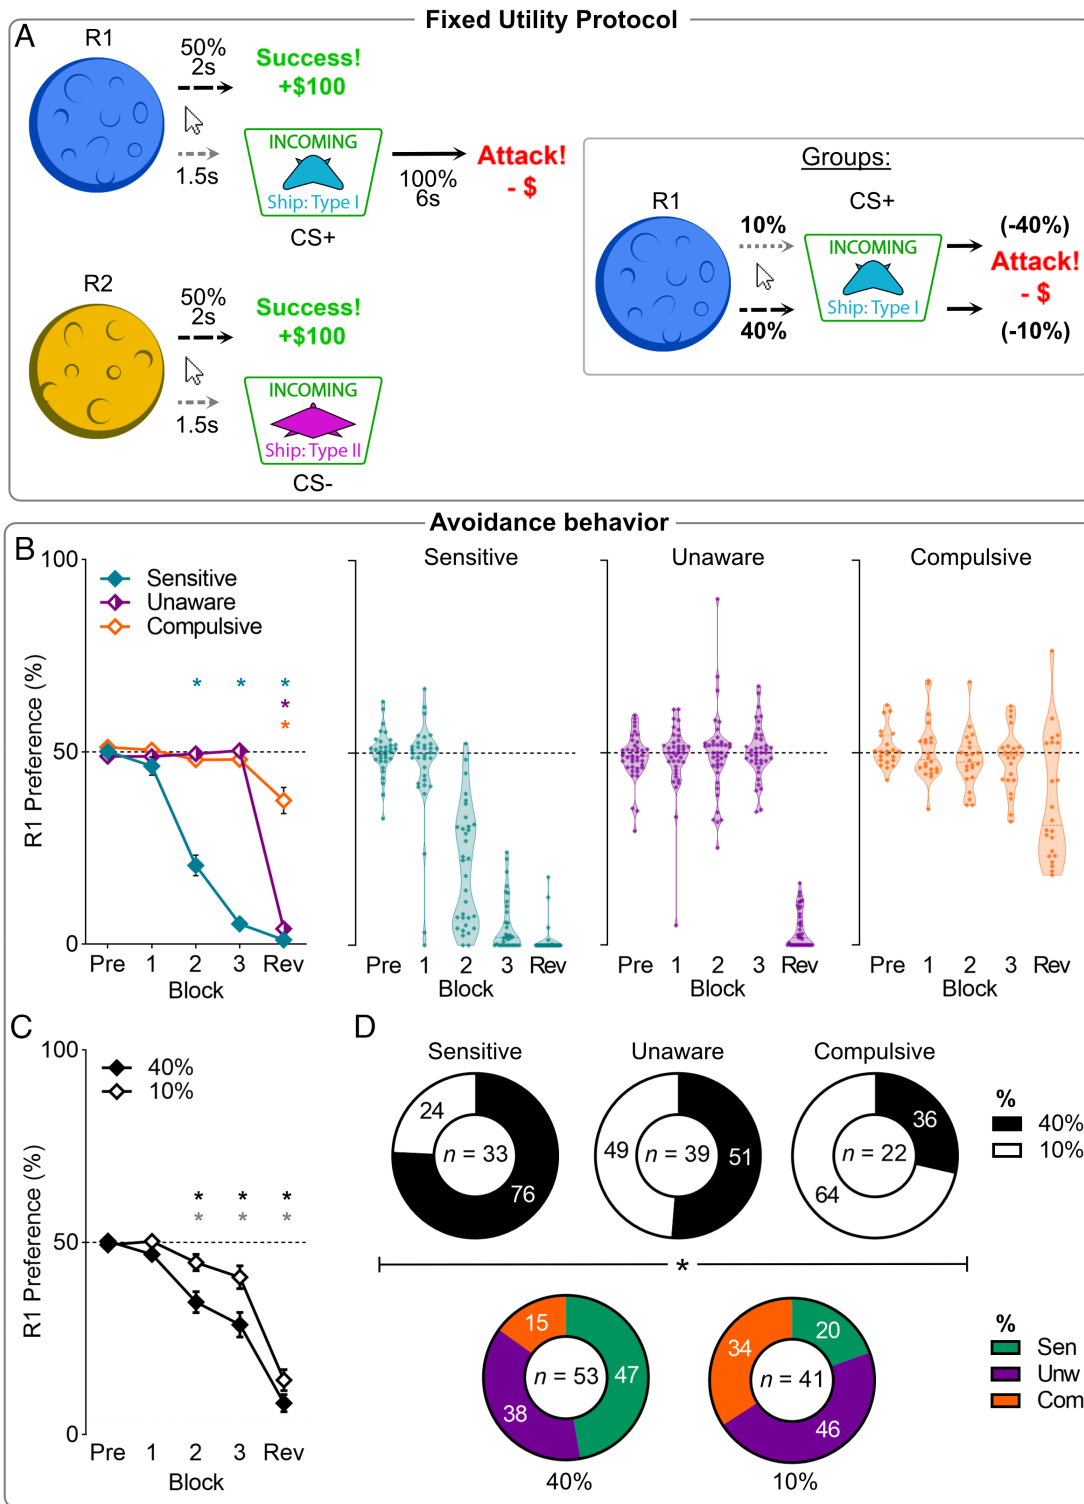 Fixed Utility Protocol
A
R1
50%
2s
Success!
+$100
1.5s
INCOMING
Ship: Type I
CS+
100%
6s
Attack!
- $
R2
50%
2s
Success!
+$100
1.5s
INCOMING
Ship: Type II
CS-
Groups:
R1
CS+
10%
40%
INCOMING
Ship: Type I
(-40%)
Attack!
- $
(-10%)
Avoidance behavior
B
R1 Preference (%)
100
50
0
Sensitive
Unaware
Compulsive
* * *
*
*
Pre 1 2 3 Rev
Block
Sensitive
Pre 1 2 3 Rev
Block
Unaware
Pre 1 2 3 Rev
Block
Compulsive
Pre 1 2 3 Rev
Block
C
R1 Preference (%)
100
50
0
40%
10%
* * *
* * *
Pre 1 2 3 Rev
Block
D
Sensitive
24
n = 33
76
Unaware
49
n = 39
51
Compulsive
36
n = 22
64
%
40%
10%
*
15
n = 53
47
38
40%
34
20
n = 41
46
10%
%
Sen
Unw
Com